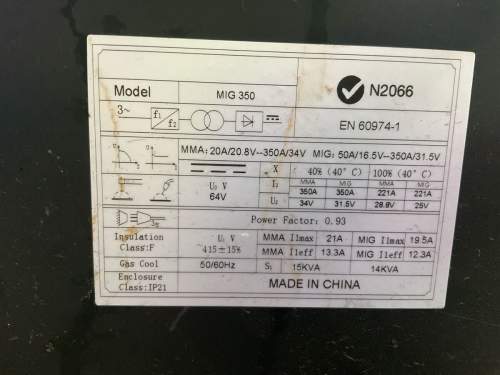 Model MIG 350 N2066
3~ f₁ f₂ EN 60974-1
MMA: 20A/20.8V--350A/34V MIG: 50A/16.5V--350A/31.5V
X 40% (40°C) 100% (40°C)
U₀ V I₂ MMA MIG MMA MIG
350A 350A 221A 221A
64V U₂ MMA MIG MMA MIG
34V 31.5V 28.8V 25V
Power Factor: 0.93
Insulation Class:F U₁ V 415±15% MMA I1max 21A MIG I1max 19.5A
MMA I1eff 13.3A MIG I1eff 12.3A
Gas Cool 50/60Hz S₁ 15KVA 14KVA
Enclosure Class:IP21 MADE IN CHINA